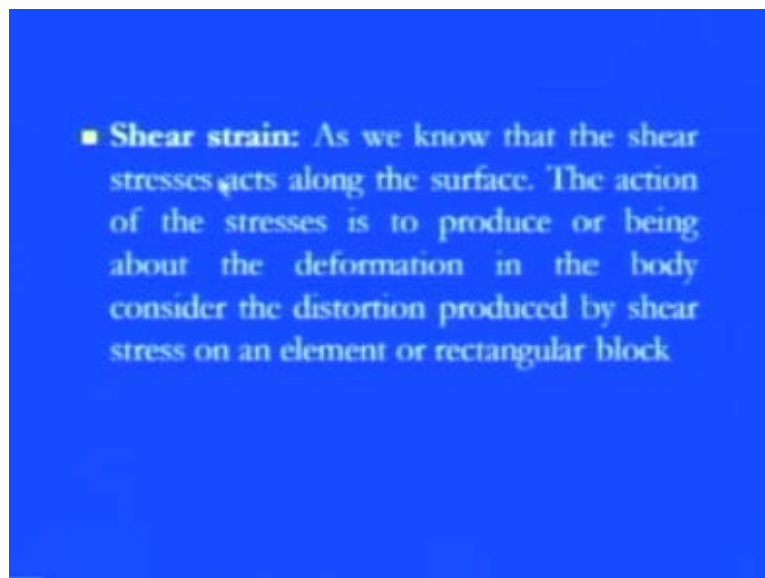 Shear strain: As we know that the shear
stresses acts along the surface. The action
of the stresses is to produce or being
about the deformation in the body
consider the distortion produced by shear
stress on an element or rectangular block